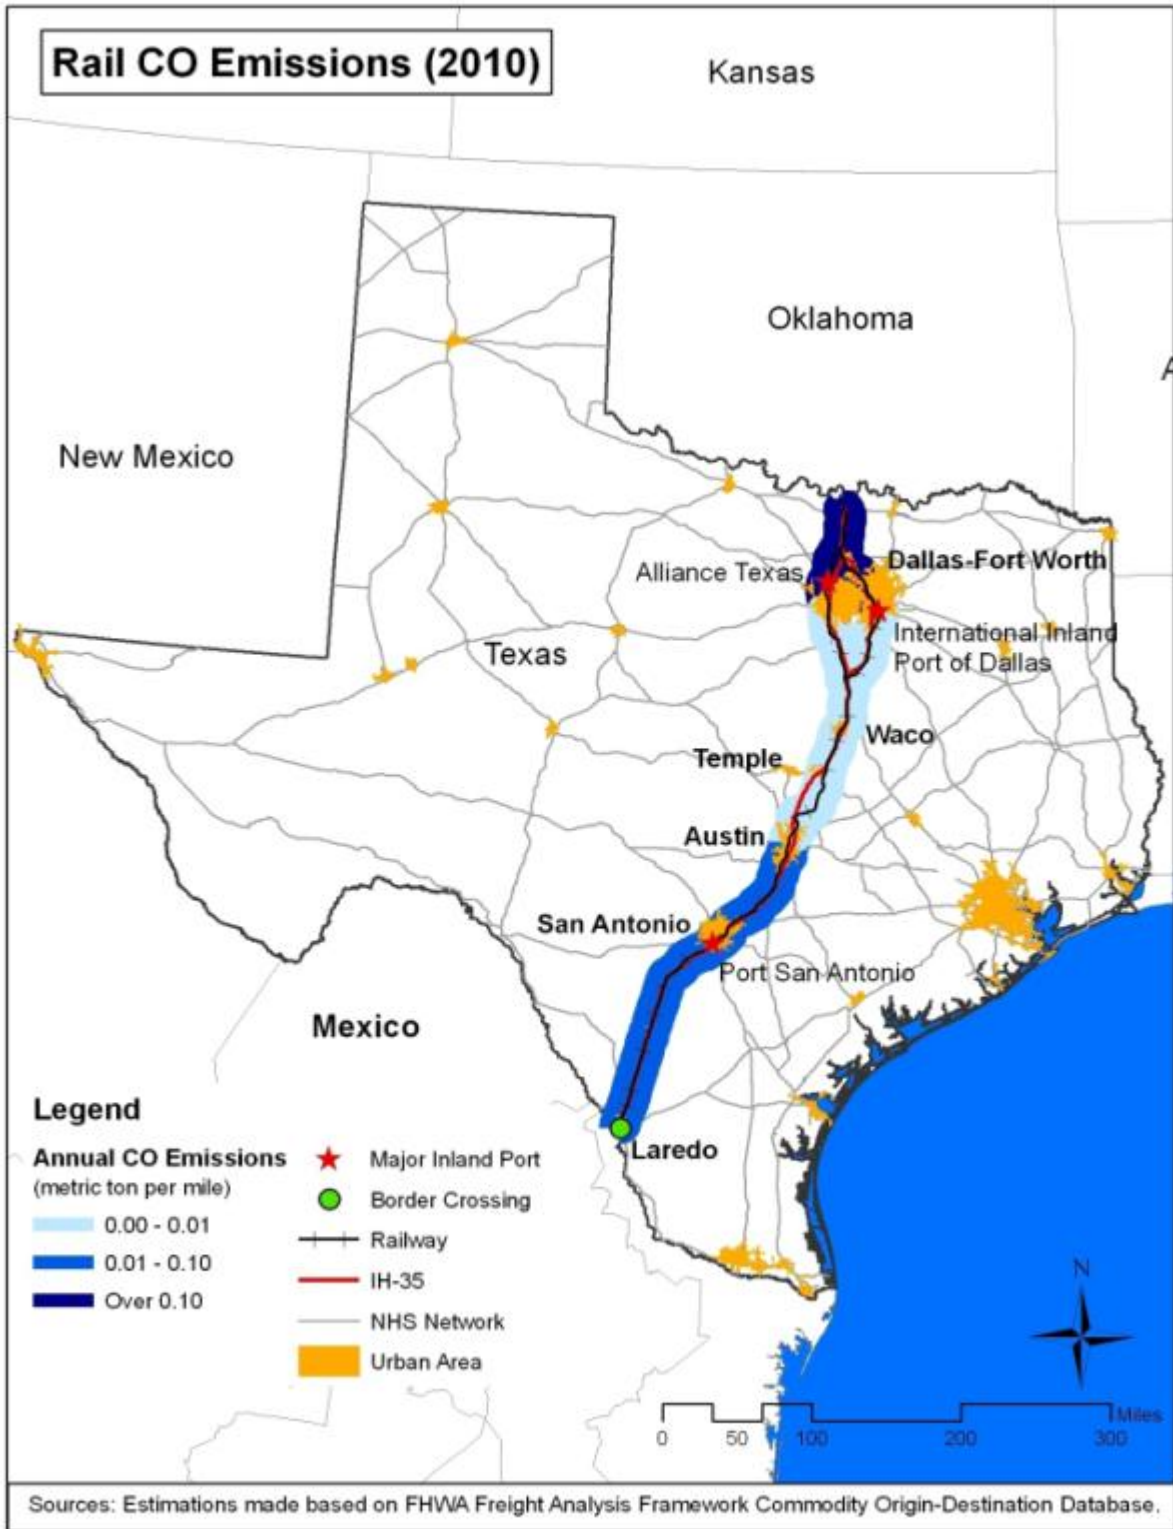 Rail CO Emissions (2010)
Kansas
Oklahoma
A
New Mexico
Alliance Texas
Dallas-Fort Worth
International Inland
Port of Dallas
Texas
Waco
Temple
Austin
San Antonio
Port San Antonio
Mexico
Laredo
Legend
Annual CO Emissions
(metric ton per mile)
0.00 - 0.01
0.01 - 0.10
Over 0.10
Major Inland Port
Border Crossing
Railway
IH-35
NHS Network
Urban Area
N
Miles
0 50 100 200 300
Sources: Estimations made based on FHWA Freight Analysis Framework Commodity Origin-Destination Database.